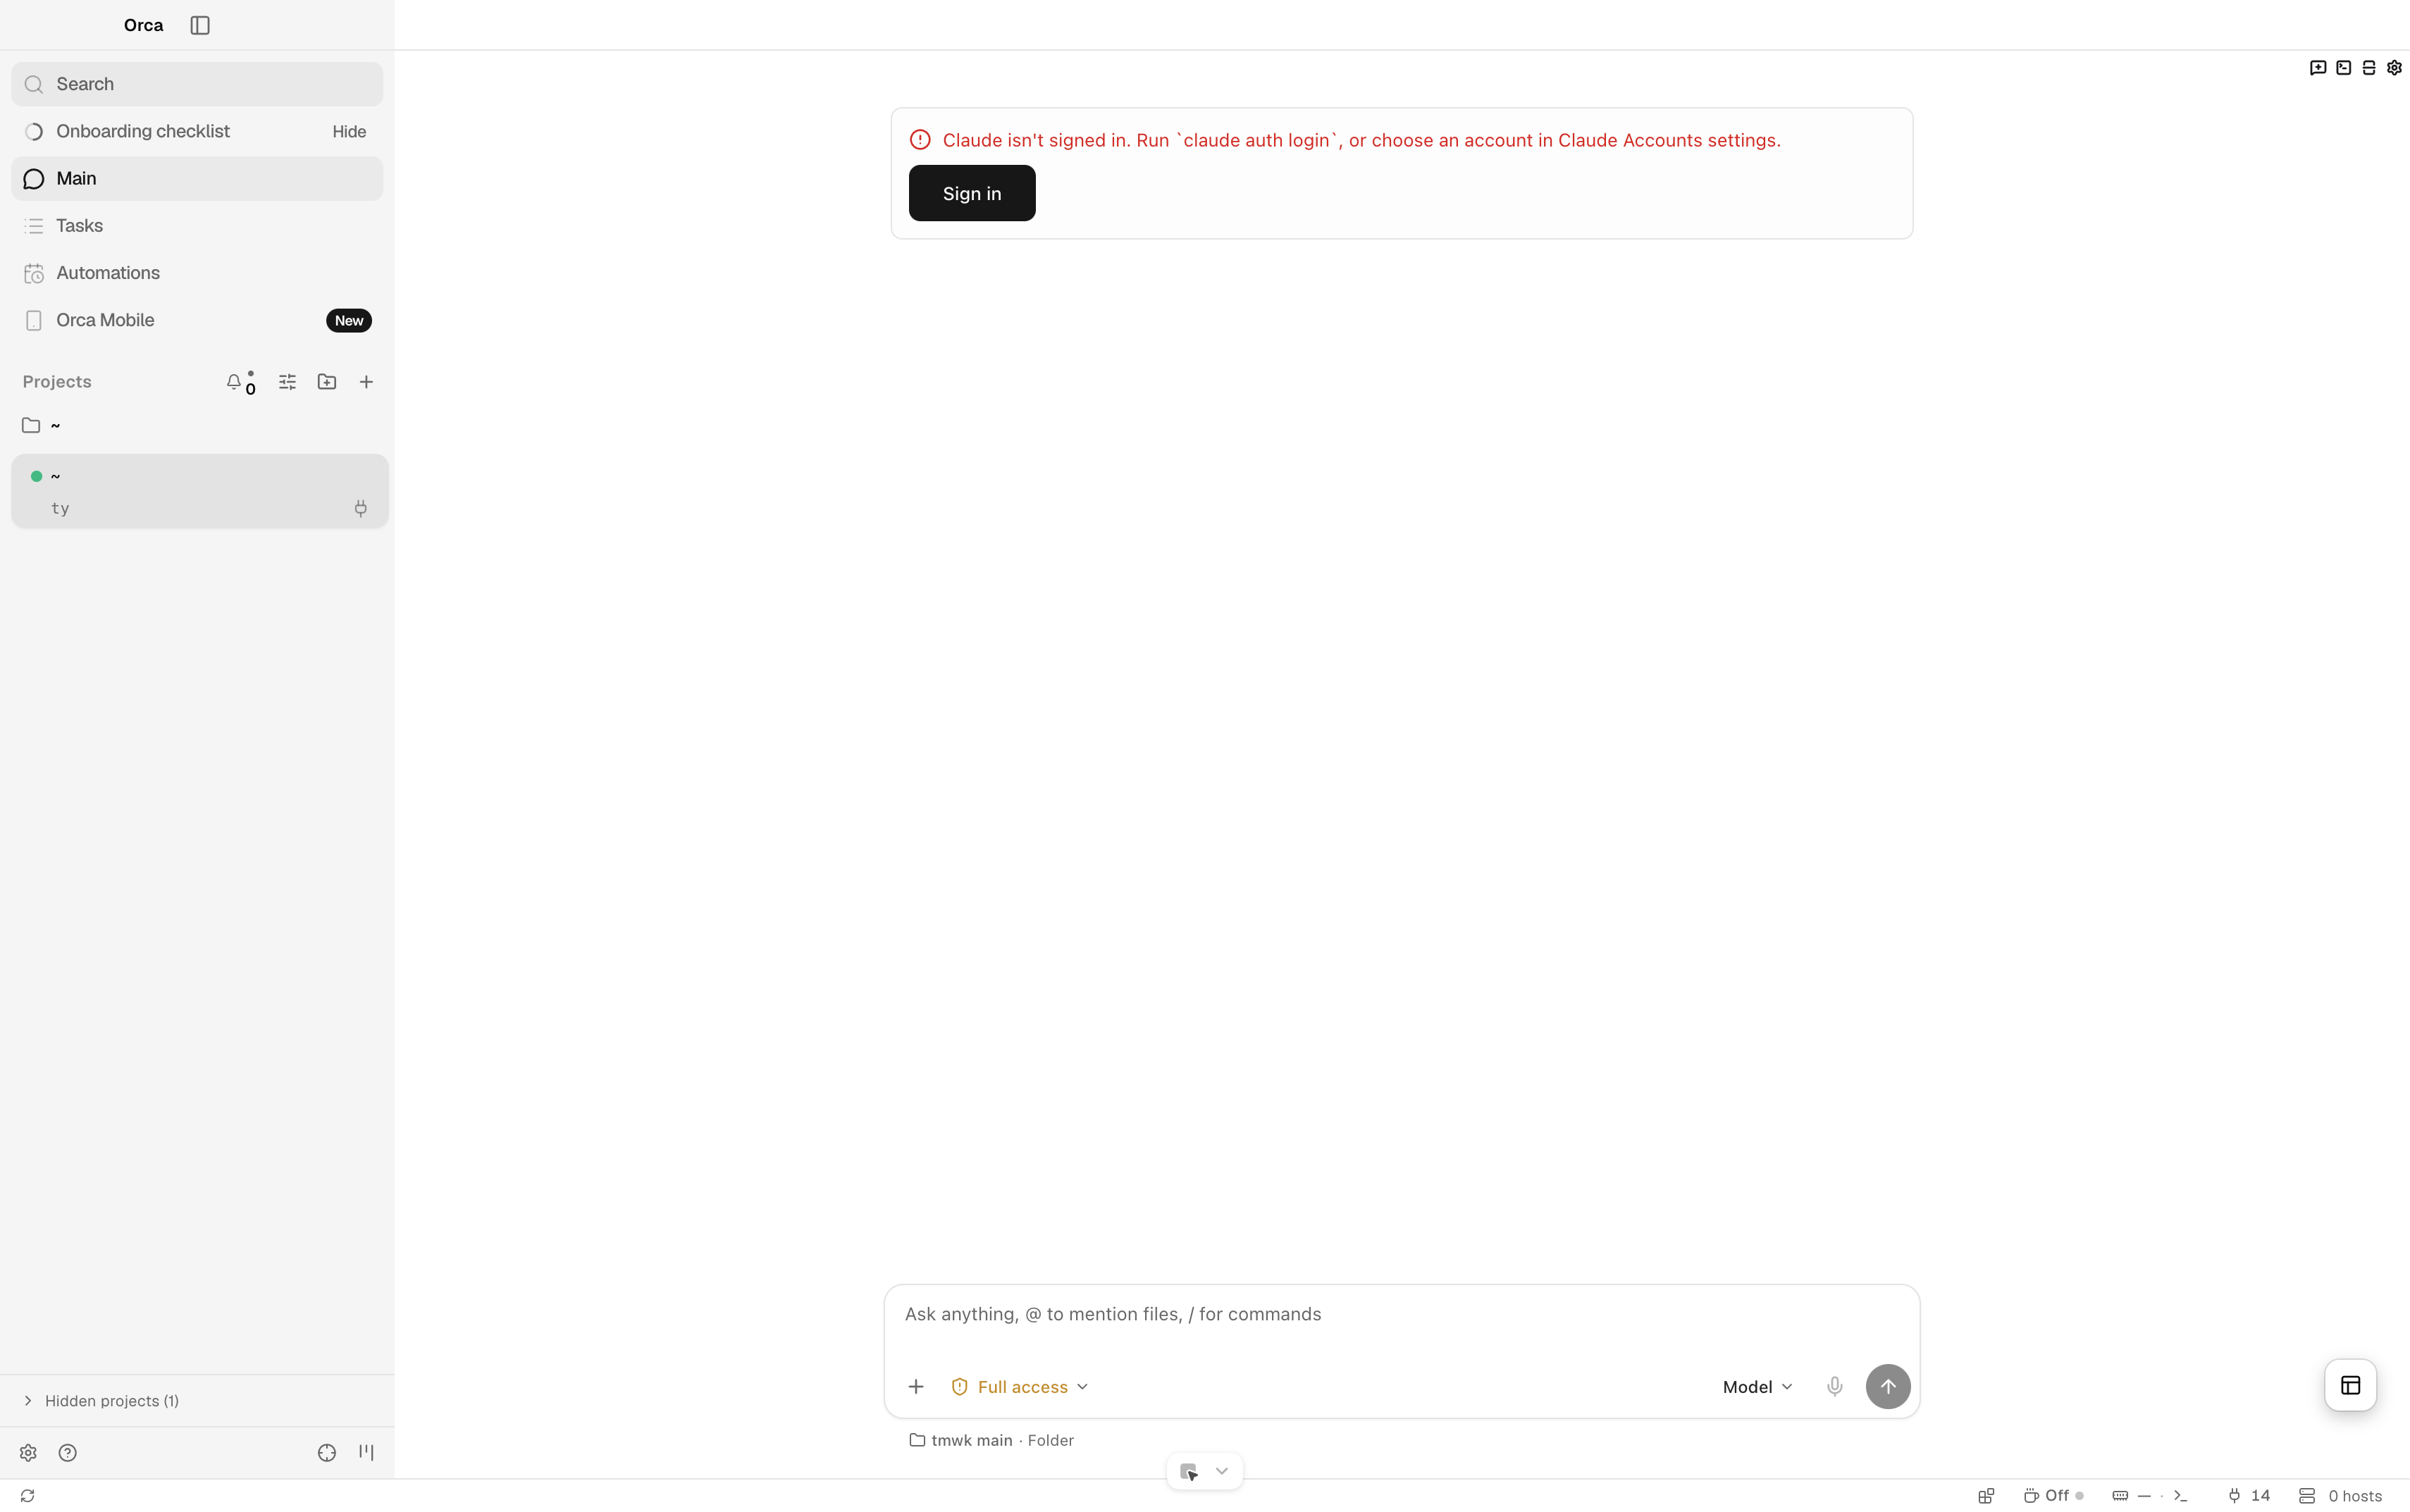 Orca
Search
Onboarding checklist Hide
Main
Tasks
Automations
Orca Mobile New
Projects 0
~
~
ty
Hidden projects (1)
Claude isn't signed in. Run `claude auth login`, or choose an account in Claude Accounts settings.
Sign in
Ask anything, @ to mention files, / for commands
Full access Model
tmwk main · Folder
Off — · 14 0 hosts